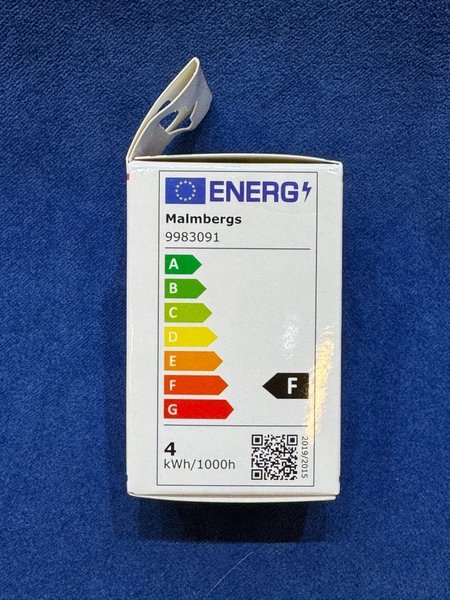 ENERG
Malmbergs
9983091
A
B
C
D
E
F
F
G
4
kWh/1000h
2019/2015